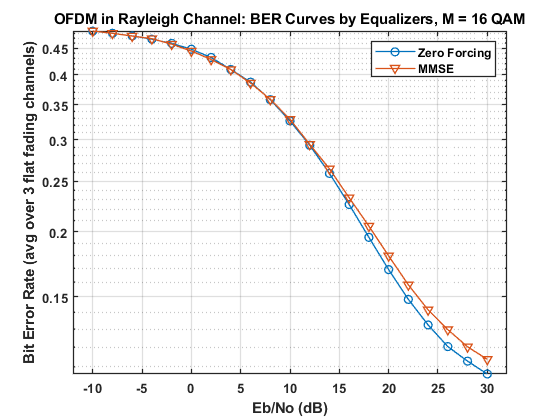 OFDM in Rayleigh Channel: BER Curves by Equalizers, M = 16 QAM
Zero Forcing
MMSE
Bit Error Rate (avg over 3 flat fading channels)
0.45
0.4
0.35
0.3
0.25
0.2
0.15
-10 -5 0 5 10 15 20 25 30
Eb/No (dB)